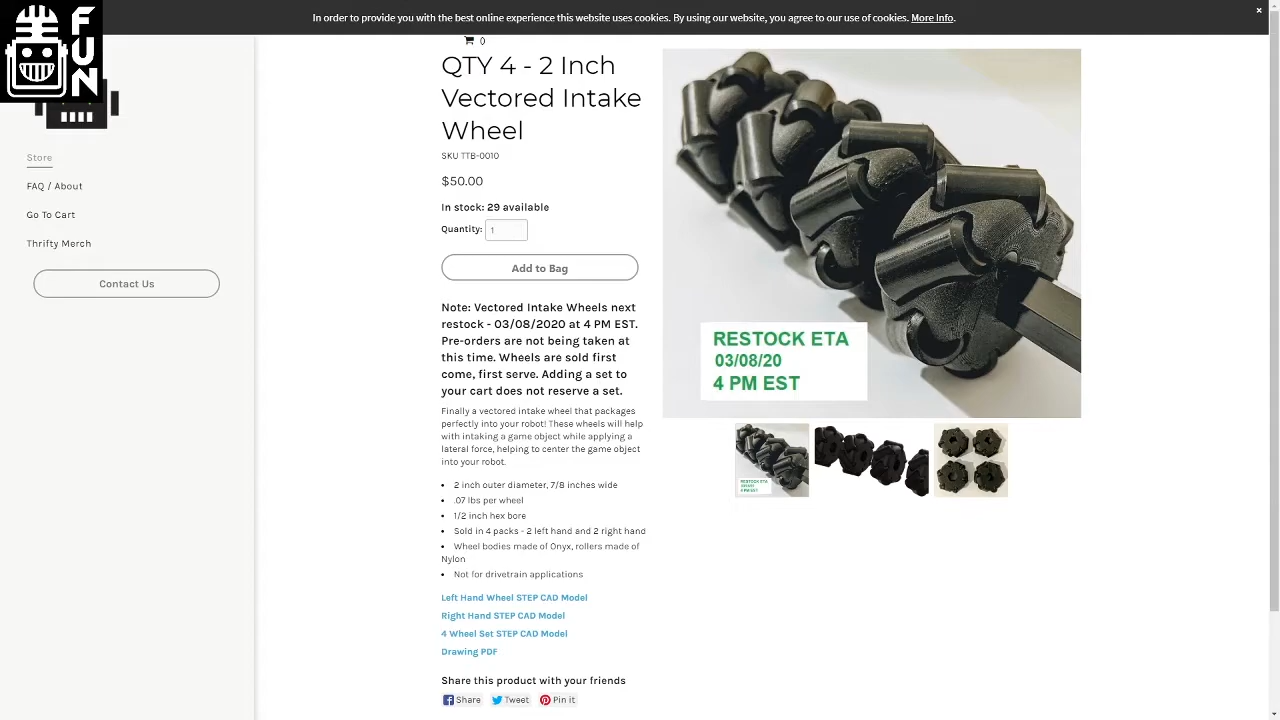 In order to provide you with the best online experience this website uses cookies. By using our website, you agree to our use of cookies. More Info.
×
FUN
0
Store
FAQ / About
Go To Cart
Thrifty Merch
Contact Us
QTY 4 - 2 Inch
Vectored Intake
Wheel
SKU TTB-0010
$50.00
In stock: 29 available
Quantity: 1
Add to Bag
Note: Vectored Intake Wheels next
restock - 03/08/2020 at 4 PM EST.
Pre-orders are not being taken at
this time. Wheels are sold first
come, first serve. Adding a set to
your cart does not reserve a set.
Finally a vectored intake wheel that packages
perfectly into your robot! These wheels will help
with intaking a game object while applying a
lateral force, helping to center the game object
into your robot.
• 2 inch outer diameter, 7/8 inches wide
• .07 lbs per wheel
• 1/2 inch hex bore
• Sold in 4 packs - 2 left hand and 2 right hand
• Wheel bodies made of Onyx, rollers made of
Nylon
• Not for drivetrain applications
Left Hand Wheel STEP CAD Model
Right Hand STEP CAD Model
4 Wheel Set STEP CAD Model
Drawing PDF
Share this product with your friends
Share Tweet Pin it
RESTOCK ETA
03/08/20
4 PM EST
RESTOCK ETA
03/08/20
4 PM EST